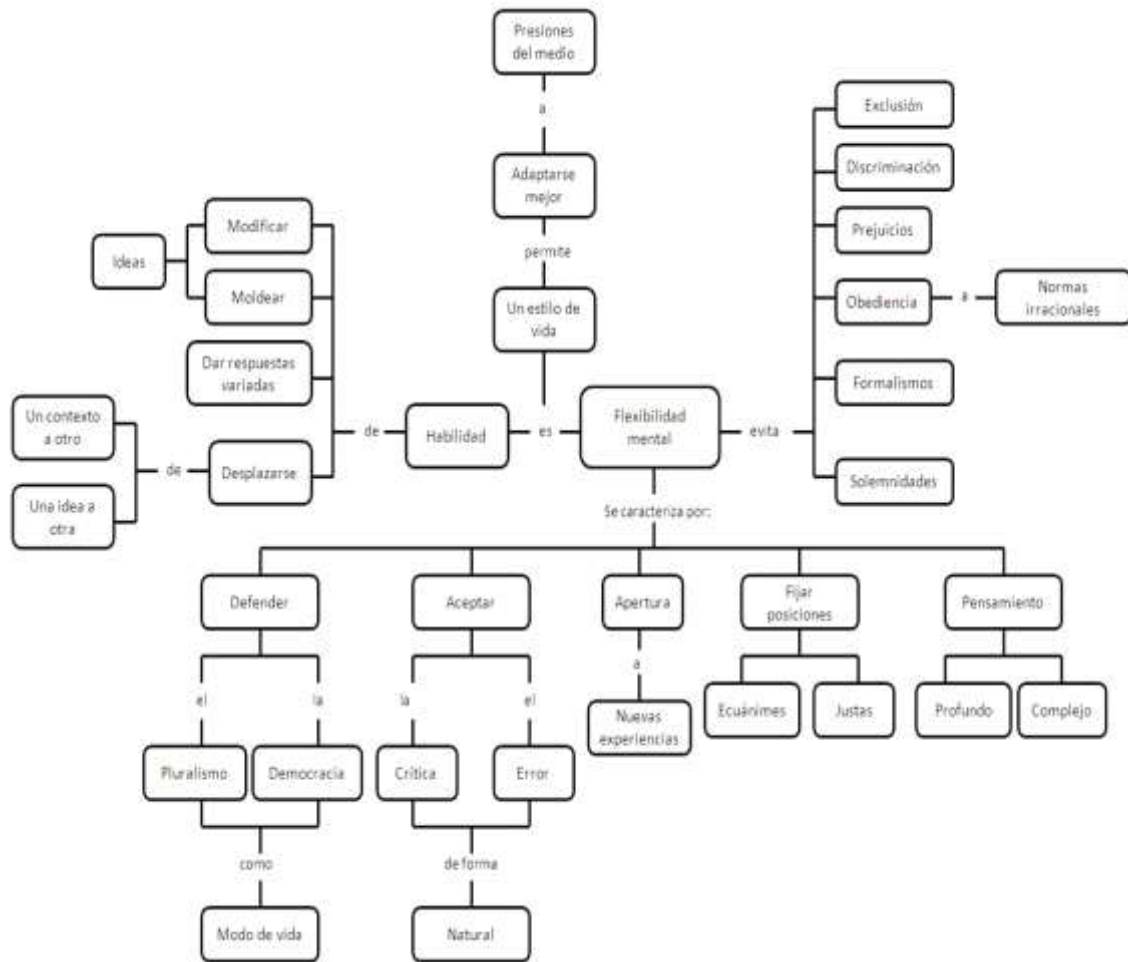 Presiones
del medio
a
Adaptarse
mejor
permite
Un estilo de
vida
Exclusión
Discriminación
Prejuicios
Obediencia
a
Normas
irracionales
Formalismos
Solemnidades
Modificar
Ideas
Moldear
Dar respuestas
variadas
Un contexto
a otro
de
Desplazarse
Una idea a
otra
de
Habilidad
es
Flexibilidad
mental
evita
Se caracteriza por:
Defender
Aceptar
Apertura
Fijar
posiciones
Pensamiento
el
la
la
el
a
Ecuánimes
Justas
Profundo
Complejo
Nuevas
experiencias
Pluralismo
Democracia
Crítica
Error
como
de forma
Modo de vida
Natural